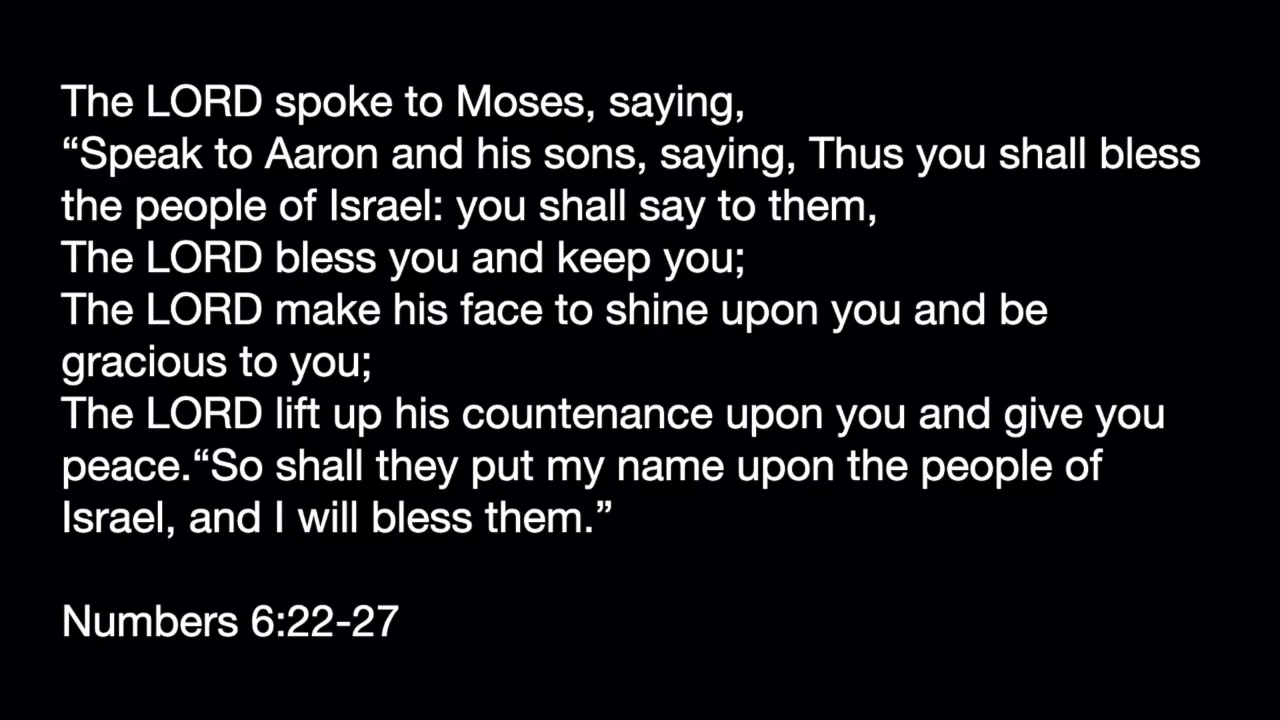 The LORD spoke to Moses, saying,
“Speak to Aaron and his sons, saying, Thus you shall bless
the people of Israel: you shall say to them,
The LORD bless you and keep you;
The LORD make his face to shine upon you and be
gracious to you;
The LORD lift up his countenance upon you and give you
peace.“So shall they put my name upon the people of
Israel, and I will bless them.”
Numbers 6:22-27